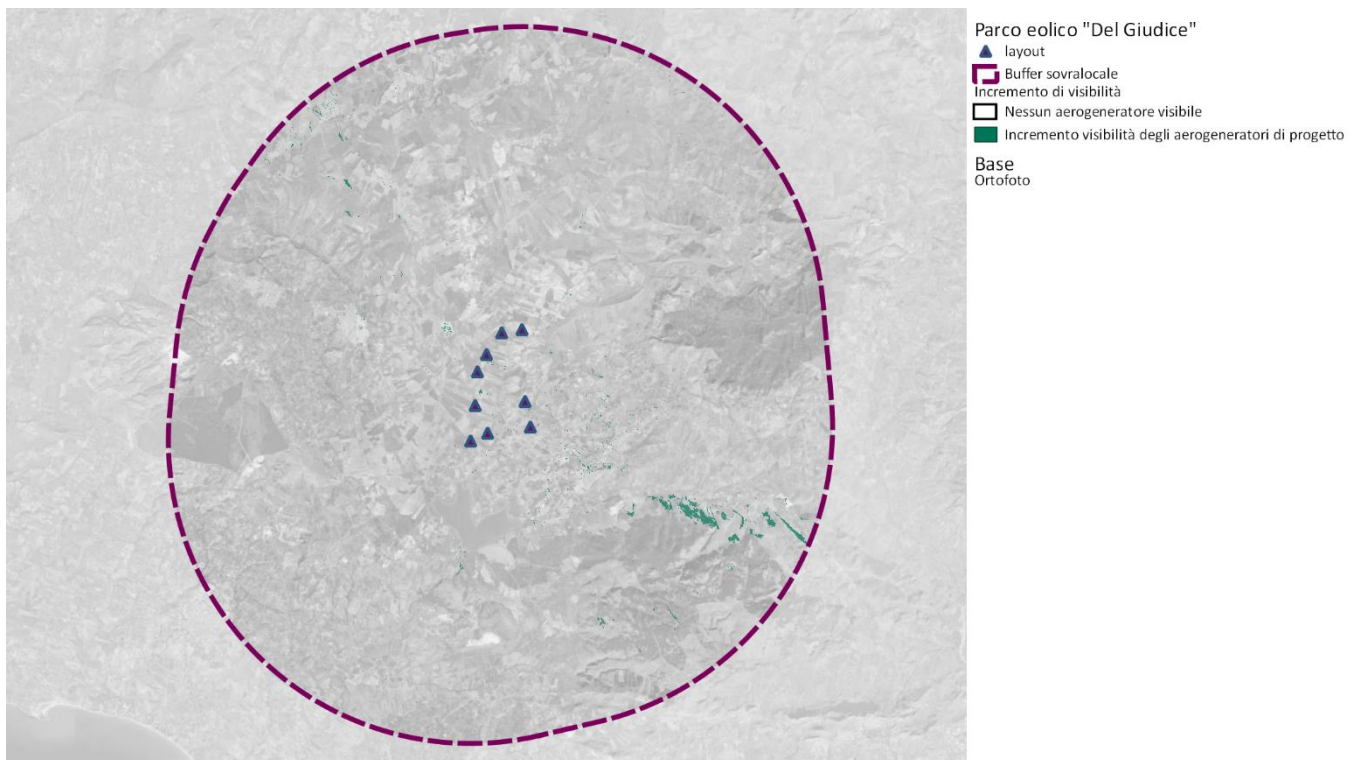 Parco eolico "Del Giudice"
layout
Buffer sovralocale
Incremento di visibilità
Nessun aerogeneratore visibile
Incremento visibilità degli aerogeneratori di progetto
Base
Ortofoto